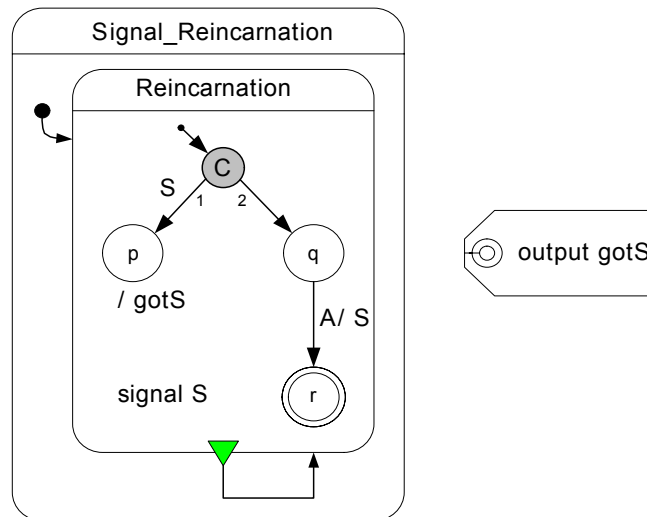 Signal_Reincarnation
Reincarnation
C
S
1
2
p
q
/ gotS
A/ S
signal S
r
output gotS